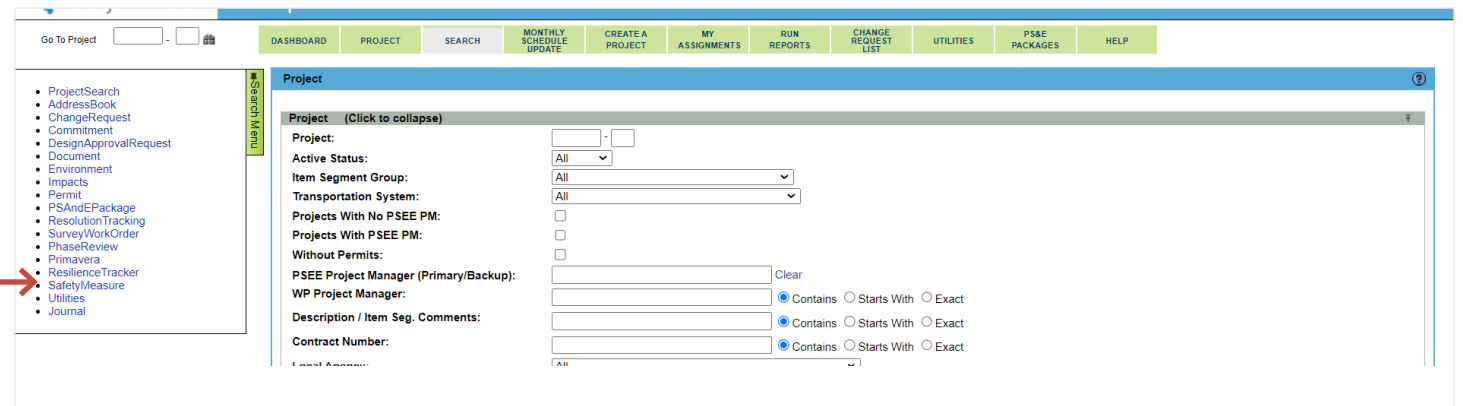 Go To Project -
DASHBOARD
PROJECT
SEARCH
MONTHLY
SCHEDULE
UPDATE
CREATE A
PROJECT
MY
ASSIGNMENTS
RUN
REPORTS
CHANGE
REQUEST
LIST
UTILITIES
PS&E
PACKAGES
HELP
ProjectSearch
AddressBook
ChangeRequest
Commitment
DesignApprovalRequest
Document
Environment
Impacts
Permit
PSAndEPackage
ResolutionTracking
SurveyWorkOrder
PhaseReview
Primavera
ResilienceTracker
SafetyMeasure
Utilities
Journal
Search Menu
Project ?
Project (Click to collapse)
Project: -
Active Status: All
Item Segment Group: All
Transportation System: All
Projects With No PSEE PM:
Projects With PSEE PM:
Without Permits:
PSEE Project Manager (Primary/Backup): Clear
WP Project Manager: Contains Starts With Exact
Description / Item Seg. Comments: Contains Starts With Exact
Contract Number: Contains Starts With Exact
Local Agency: All